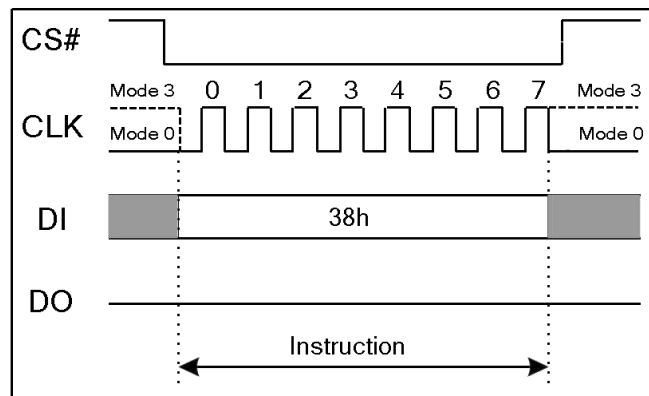 CS#
Mode 3 0 1 2 3 4 5 6 7 Mode 3
CLK
Mode 0 Mode 0
DI 38h
DO
Instruction